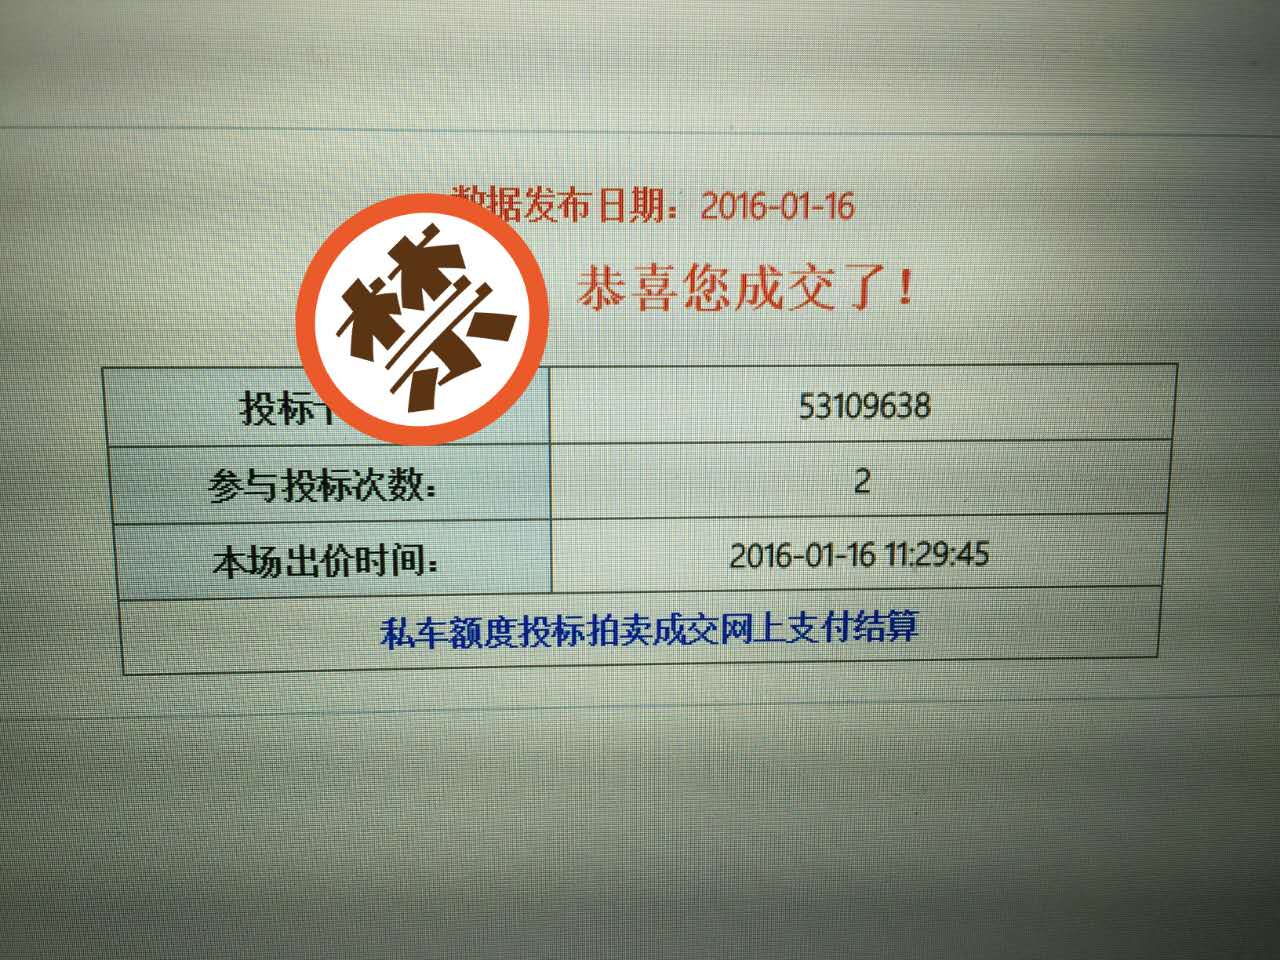 数据发布日期：2016-01-16
恭喜您成交了！
禁
投标 53109638
参与投标次数： 2
本场出价时间： 2016-01-16 11:29:45
私车额度投标拍卖成交网上支付结算